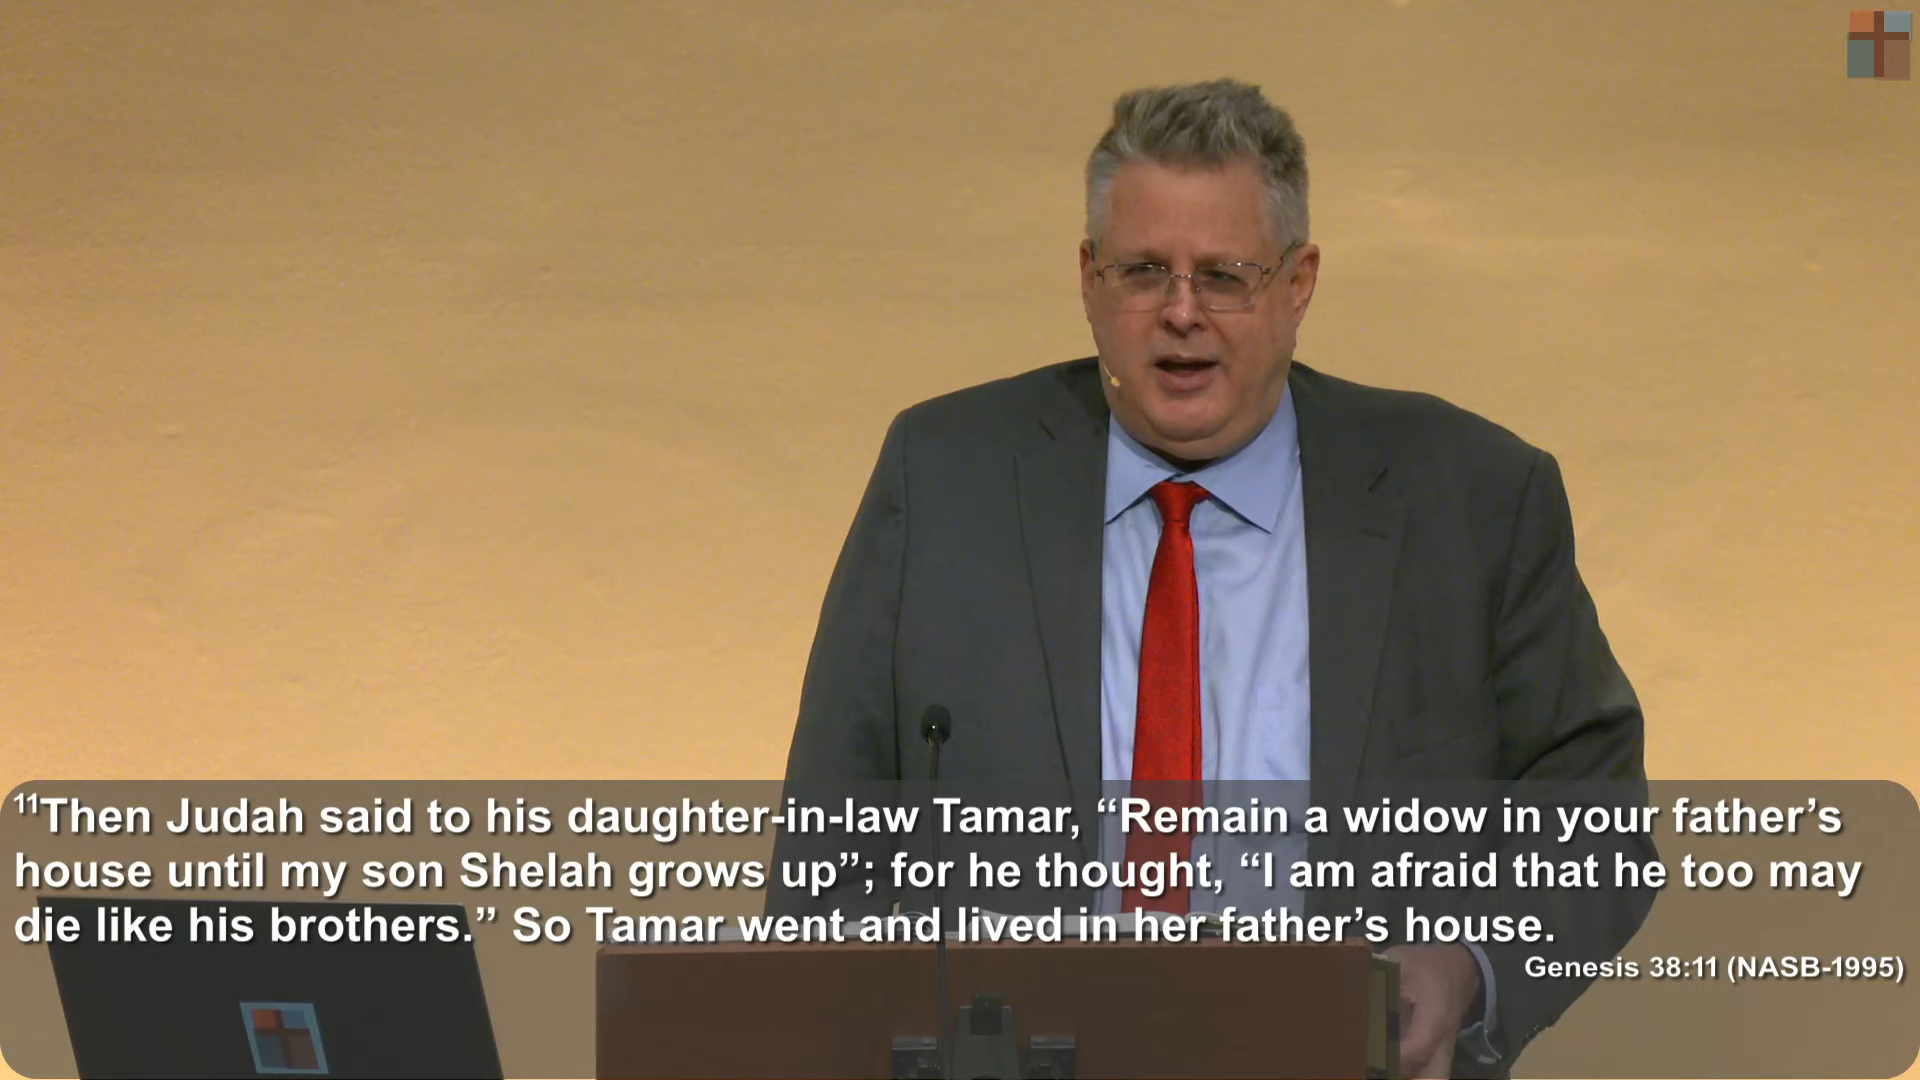 ¹¹Then Judah said to his daughter-in-law Tamar, “Remain a widow in your father’s
house until my son Shelah grows up”; for he thought, “I am afraid that he too may
die like his brothers.” So Tamar went and lived in her father’s house.
Genesis 38:11 (NASB-1995)